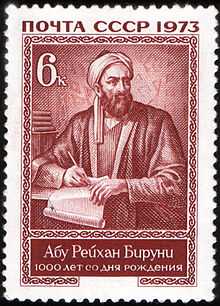 ПОЧТА СССР 1973
6к
Абу Рейхан Бируни
1000 ЛЕТ СО ДНЯ РОЖДЕНИЯ